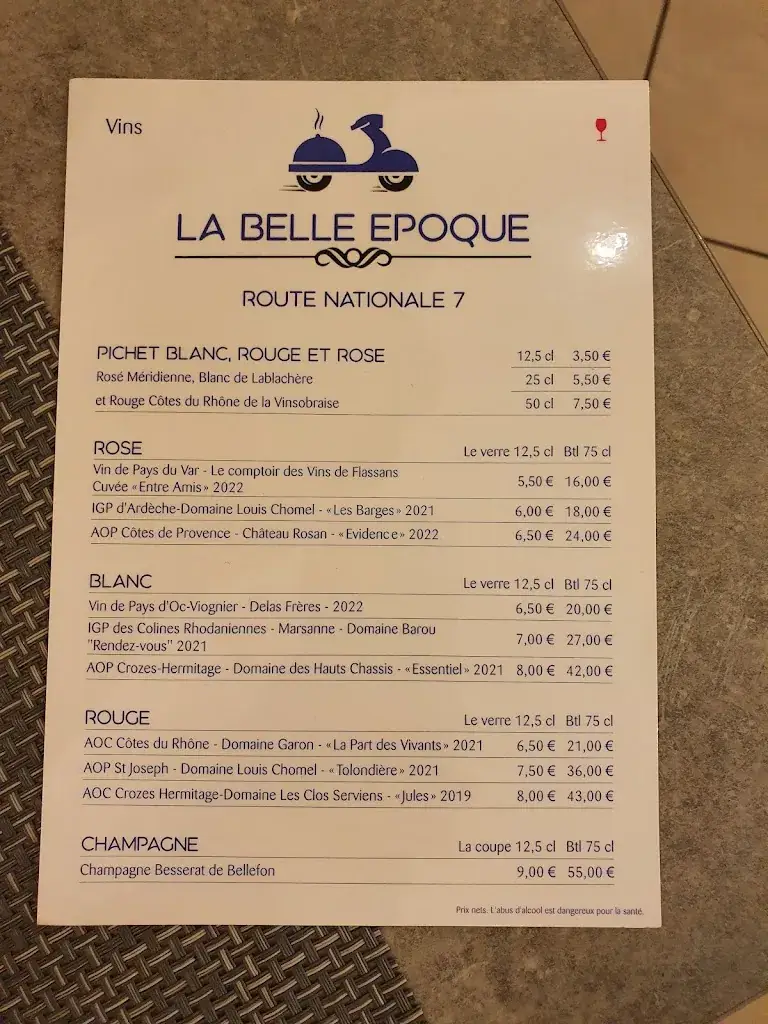 Vins
LA BELLE EPOQUE
ROUTE NATIONALE 7
PICHET BLANC, ROUGE ET ROSE 12,5 cl 3,50 €
Rosé Méridienne, Blanc de Lablachère 25 cl 5,50 €
et Rouge Côtes du Rhône de la Vinsobraise 50 cl 7,50 €
ROSE Le verre 12,5 cl Btl 75 cl
Vin de Pays du Var - Le comptoir des Vins de Flassans
Cuvée «Entre Amis» 2022 5,50 € 16,00 €
IGP d'Ardèche-Domaine Louis Chomel - «Les Barges» 2021 6,00 € 18,00 €
AOP Côtes de Provence - Château Rosan - «Evidence» 2022 6,50 € 24,00 €
BLANC Le verre 12,5 cl Btl 75 cl
Vin de Pays d'Oc-Viognier - Delas Frères - 2022 6,50 € 20,00 €
IGP des Colines Rhodaniennes - Marsanne - Domaine Barou
"Rendez-vous" 2021 7,00 € 27,00 €
AOP Crozes-Hermitage - Domaine des Hauts Chassis - «Essentiel» 2021 8,00 € 42,00 €
ROUGE Le verre 12,5 cl Btl 75 cl
AOC Côtes du Rhône - Domaine Garon - «La Part des Vivants» 2021 6,50 € 21,00 €
AOP St Joseph - Domaine Louis Chomel - «Tolondière» 2021 7,50 € 36,00 €
AOC Crozes Hermitage-Domaine Les Clos Serviens - «Jules» 2019 8,00 € 43,00 €
CHAMPAGNE La coupe 12,5 cl Btl 75 cl
Champagne Besserat de Bellefon 9,00 € 55,00 €
Prix nets. L'abus d'alcool est dangereux pour la santé.